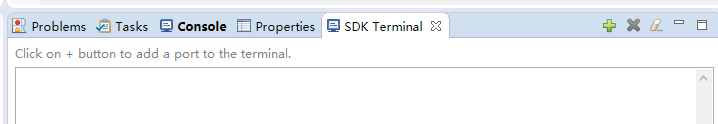 Problems Tasks Console Properties SDK Terminal
Click on + button to add a port to the terminal.